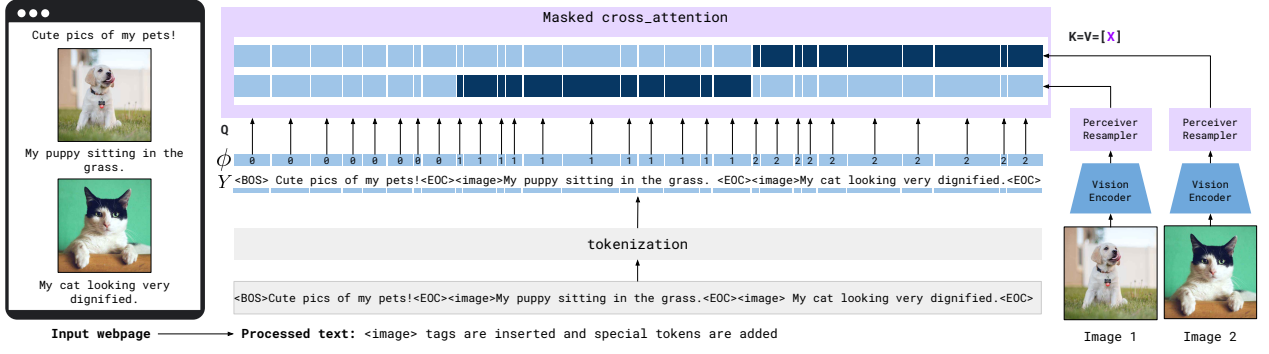 Cute pics of my pets!
My puppy sitting in the
grass.
My cat looking very
dignified.
Input webpage
Masked cross_attention
K=V=[X]
Q
ϕ 0 0 0 0 0 0 0 0 1 1 1 1 1 1 1 1 1 1 1 2 2 2 2 2 2 2 2 2 2
Y <BOS> Cute pics of my pets!<EOC><image>My puppy sitting in the grass. <EOC><image>My cat looking very dignified.<EOC>
tokenization
<BOS>Cute pics of my pets!<EOC><image>My puppy sitting in the grass.<EOC><image> My cat looking very dignified.<EOC>
Processed text: <image> tags are inserted and special tokens are added
Perceiver
Resampler
Perceiver
Resampler
Vision
Encoder
Vision
Encoder
Image 1
Image 2